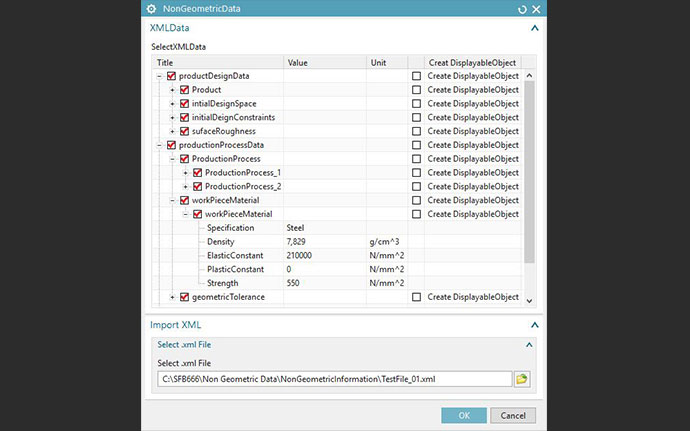 NonGeometricData
XMLData
SelectXMLData
Title Value Unit Creat DisplayableObject
productDesignData Create DisplayableObject
Product Create DisplayableObject
intialDesignSpace Create DisplayableObject
initialDeignConstraints Create DisplayableObject
sufaceRoughness Create DisplayableObject
productionProcessData Create DisplayableObject
ProductionProcess Create DisplayableObject
ProductionProcess_1 Create DisplayableObject
ProductionProcess_2 Create DisplayableObject
workPieceMaterial Create DisplayableObject
workPieceMaterial Create DisplayableObject
Specification Steel
Density 7,829 g/cm^3
ElasticConstant 210000 N/mm^2
PlasticConstant 0 N/mm^2
Strength 550 N/mm^2
geometricTolerance Create DisplayableObject
Import XML
Select .xml File
Select .xml File
C:\SFB666\Non Geometric Data\NonGeometricInformation\TestFile_01.xml
OK Cancel